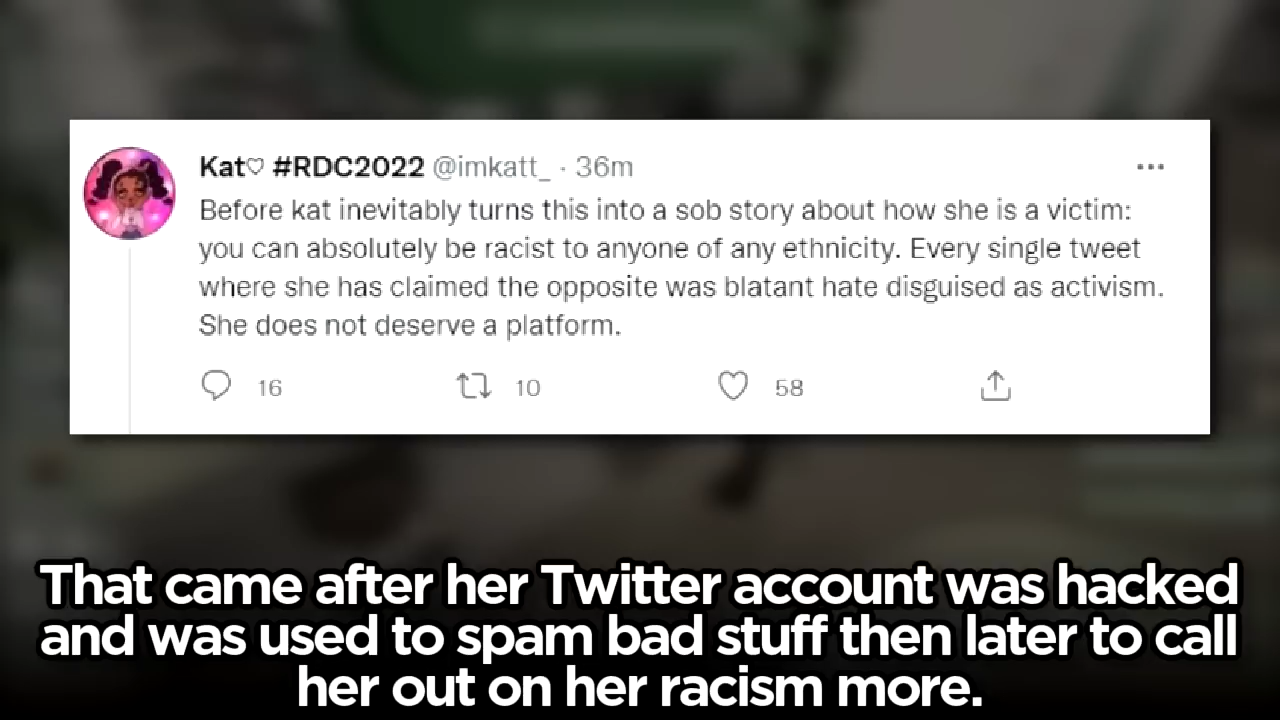 Kat♡ #RDC2022 @imkatt_ · 36m
Before kat inevitably turns this into a sob story about how she is a victim:
you can absolutely be racist to anyone of any ethnicity. Every single tweet
where she has claimed the opposite was blatant hate disguised as activism.
She does not deserve a platform.
16 10 58
That came after her Twitter account was hacked
and was used to spam bad stuff then later to call
her out on her racism more.